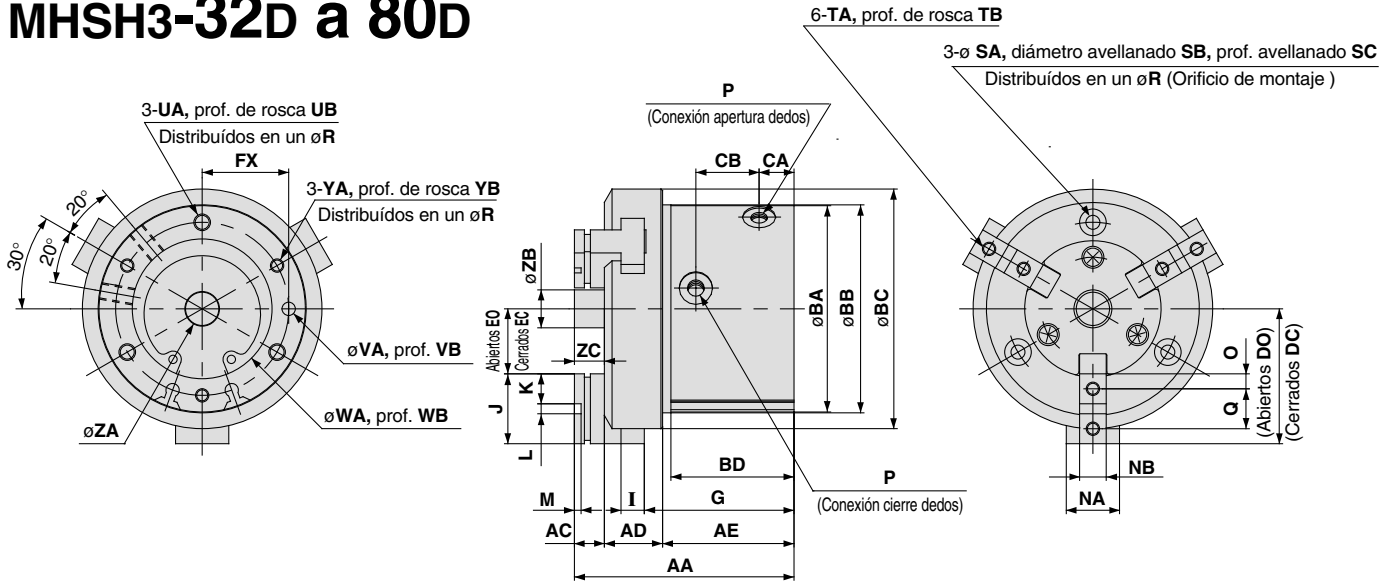 MHSH3-32D a 80D
6-TA, prof. de rosca TB
3-ø SA, diámetro avellanado SB, prof. avellanado SC
Distribuídos en un øR (Orificio de montaje )
3-UA, prof. de rosca UB
Distribuídos en un øR
FX
3-YA, prof. de rosca YB
Distribuídos en un øR
20°
20°
30°
øVA, prof. VB
øWA, prof. WB
øZA
P
(Conexión apertura dedos)
CB
CA
øZB
Abiertos EO
Cerrados EC
ZC
K
J
L
øBA
øBB
øBC
BD
P
(Conexión cierre dedos)
M
I
G
AC
AD
AE
AA
O
Q
(Abiertos DO)
(Cerrados DC)
NB
NA